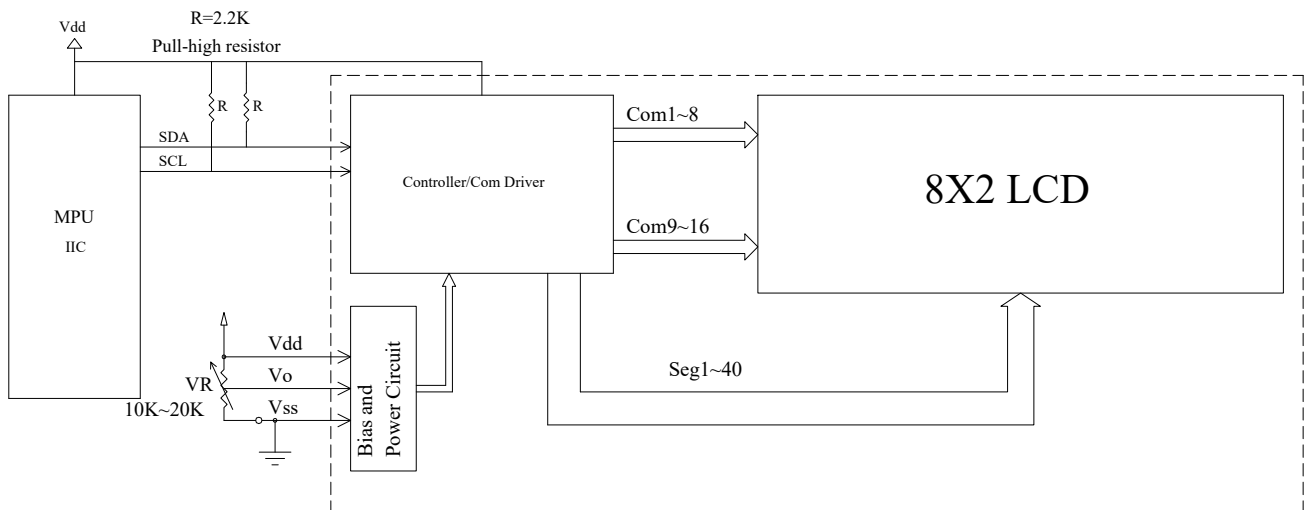 R=2.2K
Vdd
Pull-high resistor
R
R
SDA
SCL
MPU
IIC
Controller/Com Driver
Com1~8
Com9~16
8X2 LCD
Vdd
Vo
VR
10K~20K
Vss
Bias and
Power Circuit
Seg1~40